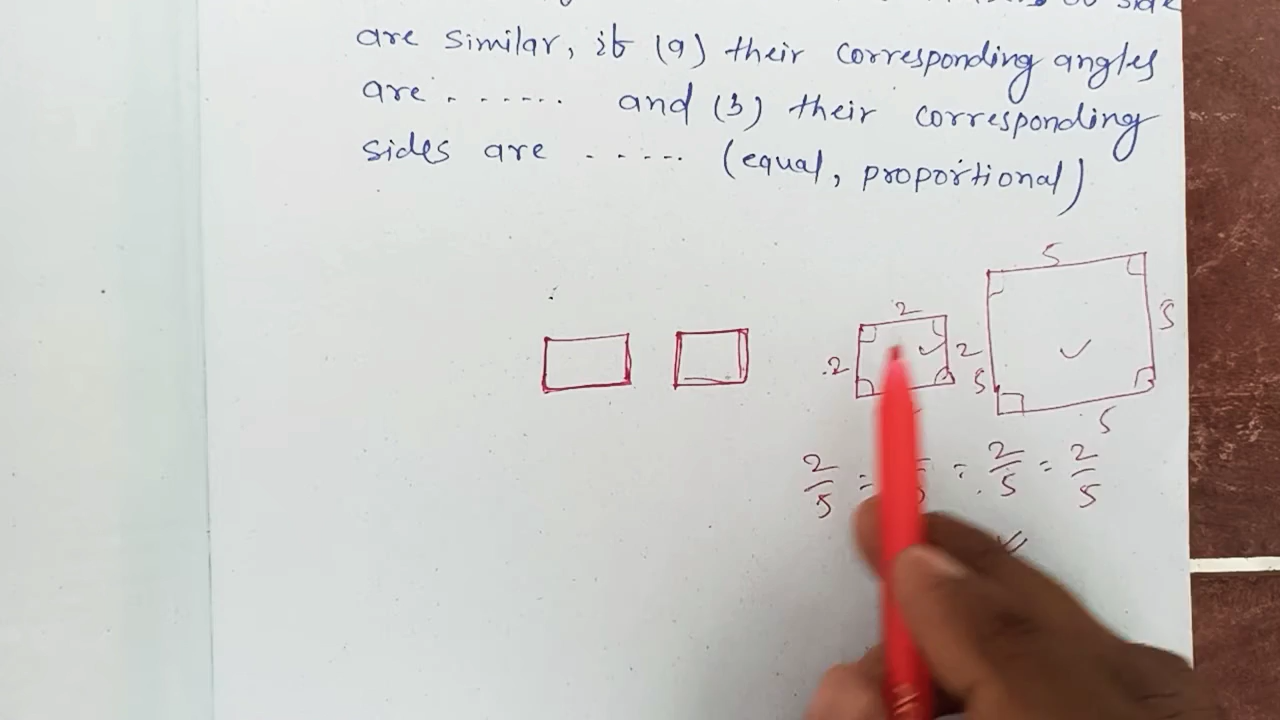 are similar, if (a) their corresponding angles
are . ...... and (b) their corresponding
sides are ..... (equal, proportional)
5
2
5
2
2
5
5
2/5 = = 2/5 = 2/5